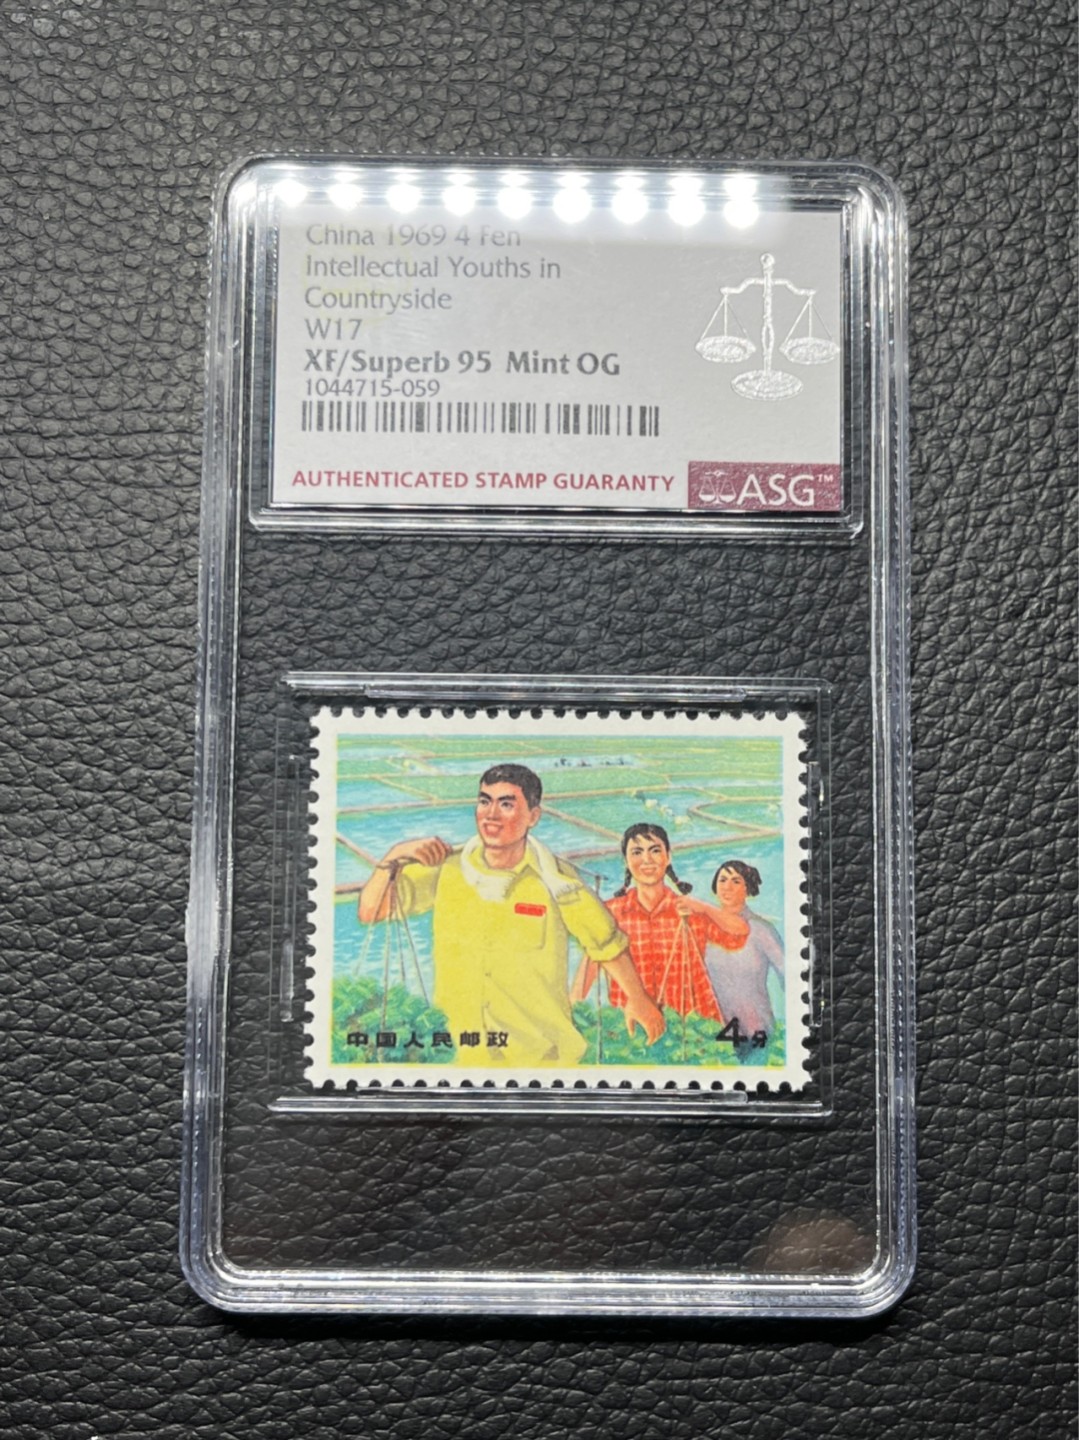 China 1969 4 Fen
Intellectual Youths in
Countryside
W17
XF/Superb 95 Mint OG
1044715-059
AUTHENTICATED STAMP GUARANTY
ASG™
中国人民邮政
4分